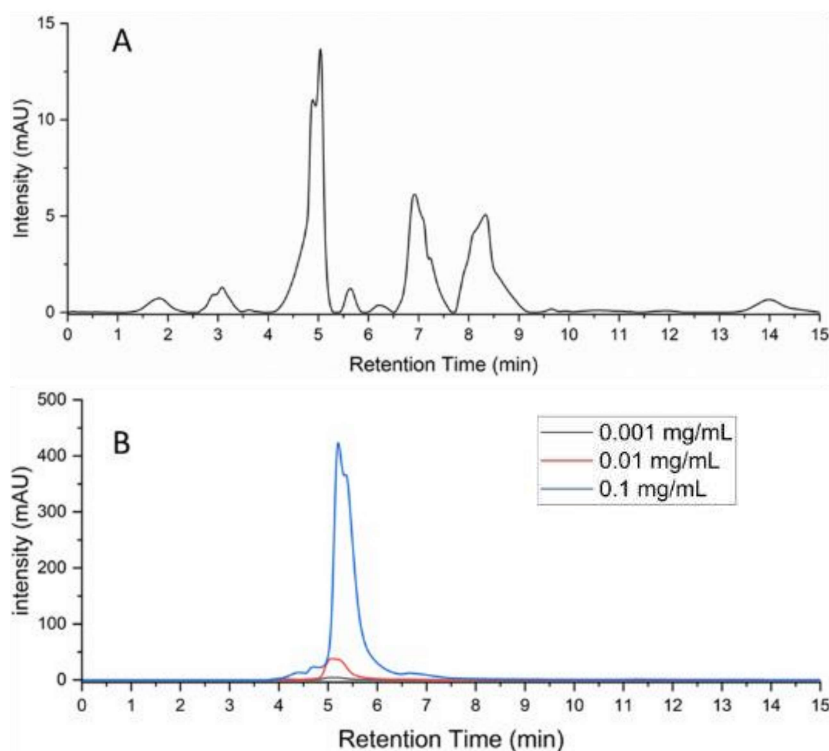 A
15
10
5
0
Intensity (mAU)
0 1 2 3 4 5 6 7 8 9 10 11 12 13 14 15
Retention Time (min)
B
500
400
300
200
100
0
intensity (mAU)
0.001 mg/mL
0.01 mg/mL
0.1 mg/mL
0 1 2 3 4 5 6 7 8 9 10 11 12 13 14 15
Retention Time (min)